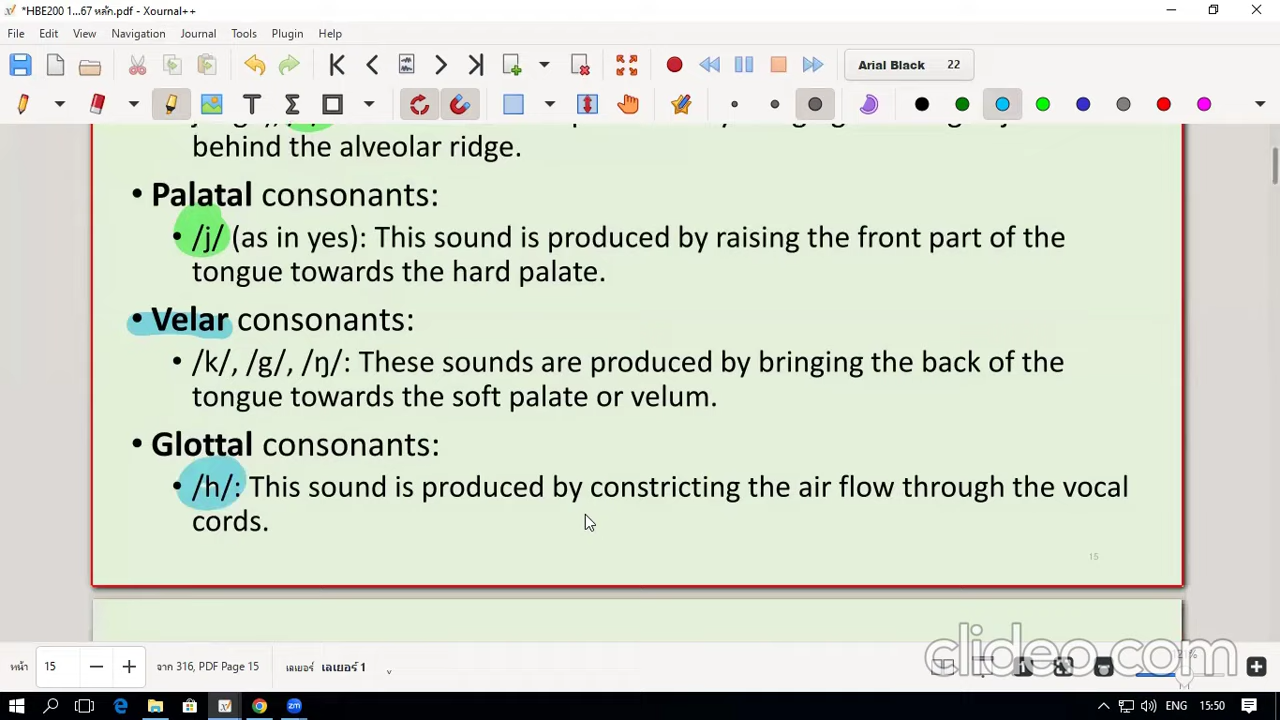 *HBE200 1...67 หลัก.pdf - Xournal++
File Edit View Navigation Journal Tools Plugin Help
Arial Black 22
behind the alveolar ridge.
• Palatal consonants:
• /j/ (as in yes): This sound is produced by raising the front part of the
tongue towards the hard palate.
• Velar consonants:
• /k/, /g/, /ŋ/: These sounds are produced by bringing the back of the
tongue towards the soft palate or velum.
• Glottal consonants:
• /h/: This sound is produced by constricting the air flow through the vocal
cords.
15
clideo.com
หน้า 15 จาก 316, PDF Page 15 เลเยอร์ เลเยอร์ 1
ENG 15:50